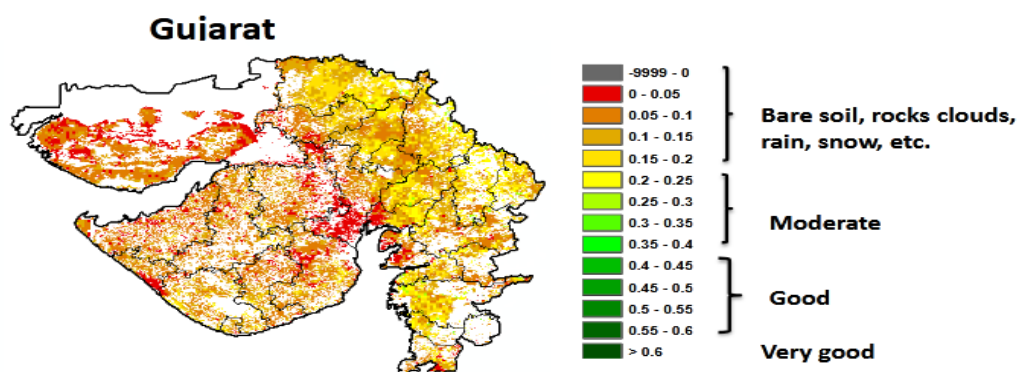 Gujarat
-9999 - 0
0 - 0.05
0.05 - 0.1
0.1 - 0.15
0.15 - 0.2
0.2 - 0.25
0.25 - 0.3
0.3 - 0.35
0.35 - 0.4
0.4 - 0.45
0.45 - 0.5
0.5 - 0.55
0.55 - 0.6
> 0.6
Bare soil, rocks clouds,
rain, snow, etc.
Moderate
Good
Very good